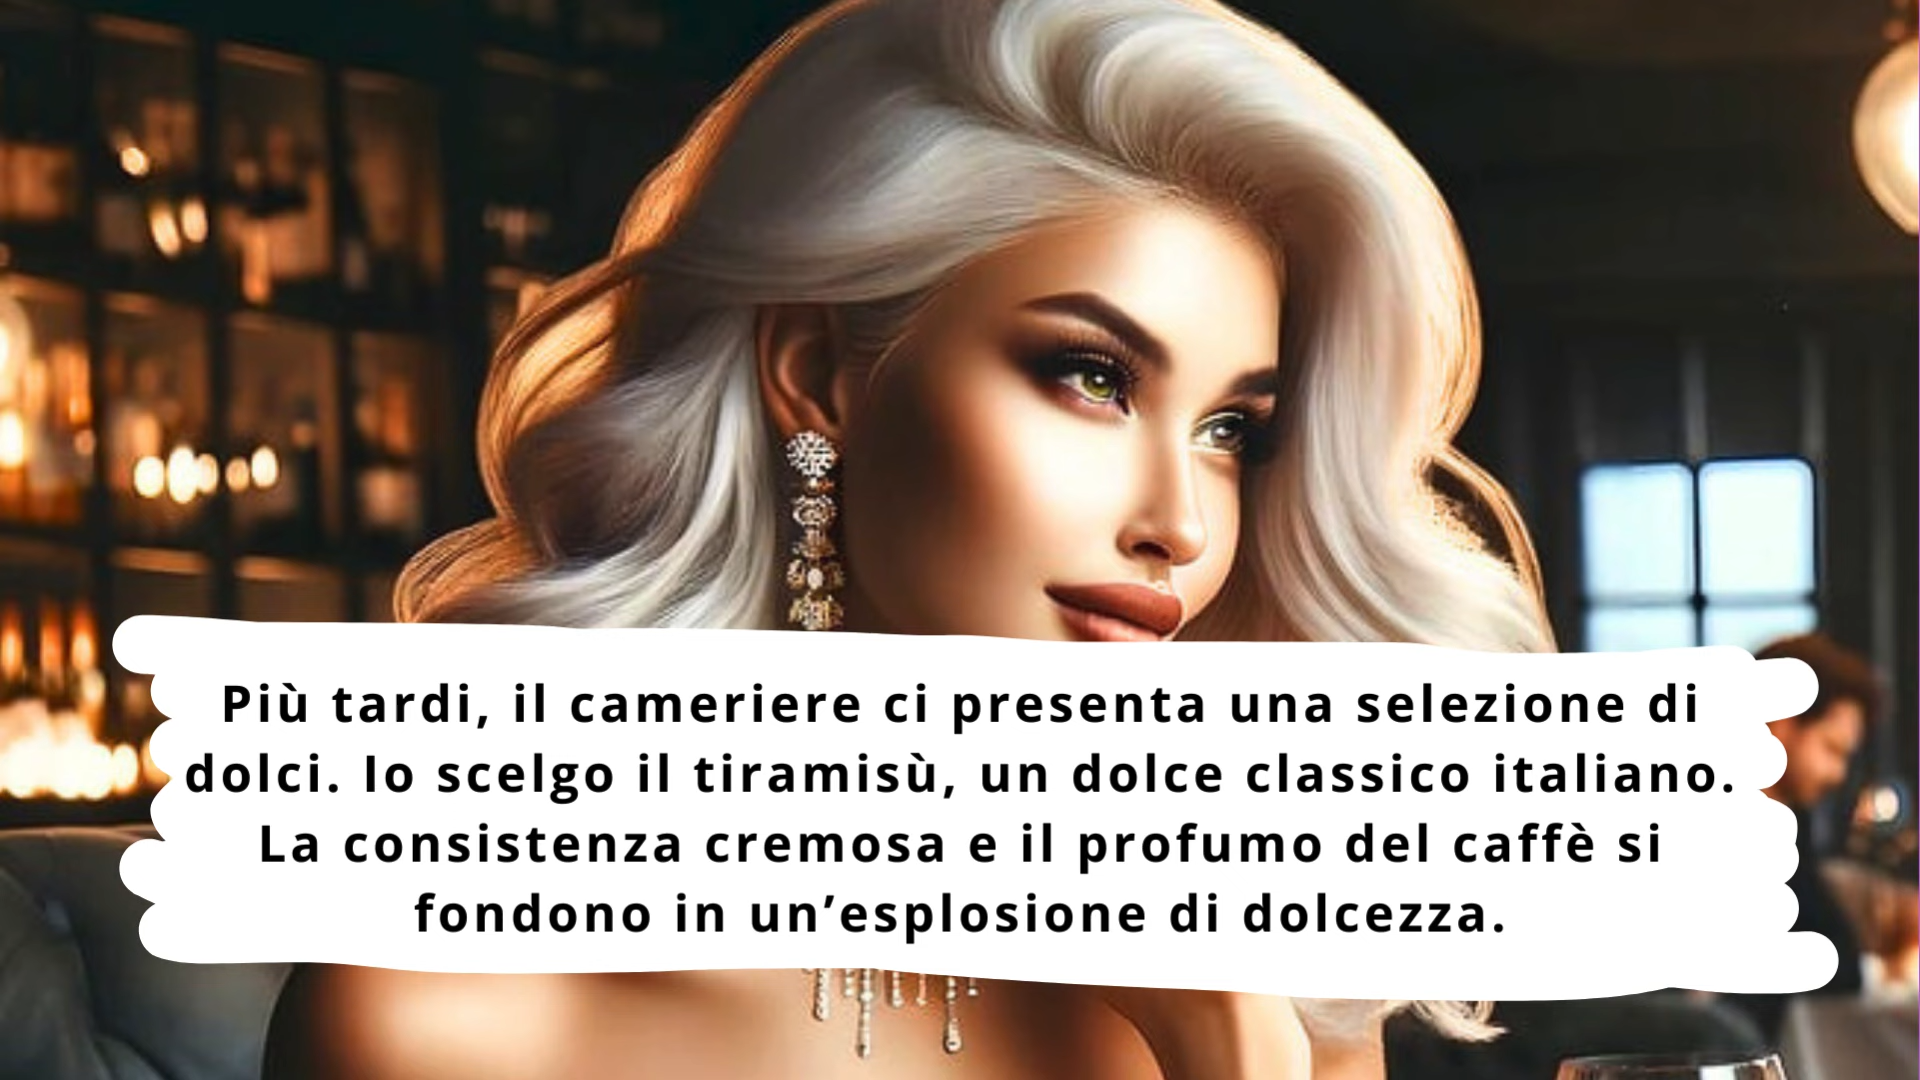 Più tardi, il cameriere ci presenta una selezione di
dolci. Io scelgo il tiramisù, un dolce classico italiano.
La consistenza cremosa e il profumo del caffè si
fondono in un’esplosione di dolcezza.